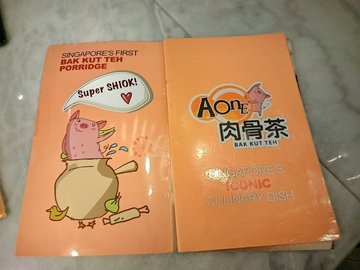 SINGAPORE'S FIRST
BAK KUT TEH
PORRIDGE
Super SHIOK!
AOne
肉骨茶
BAK KUT TEH
SINGAPORE'S
ICONIC
CULINARY DISH